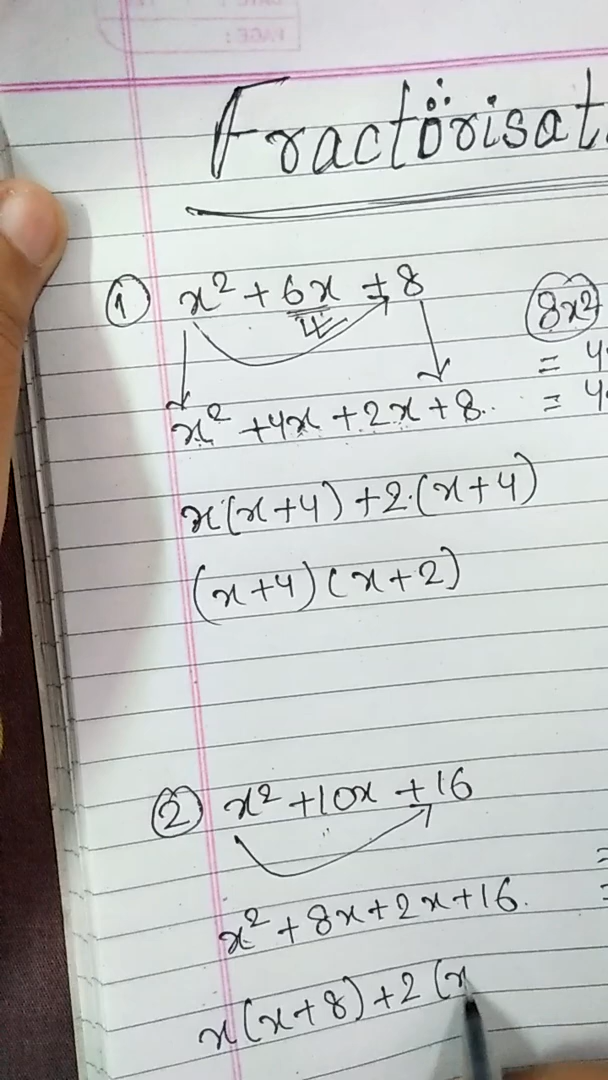 Fractörisat
① x² + 6x + 8
8x2
= 4
x² + 4x + 2x + 8.
= 4
x(x+4) + 2.(x+4)
(x+4)(x+2)
② x² + 10x + 16
x² + 8x + 2x + 16.
=
=
x(x+8) + 2(x